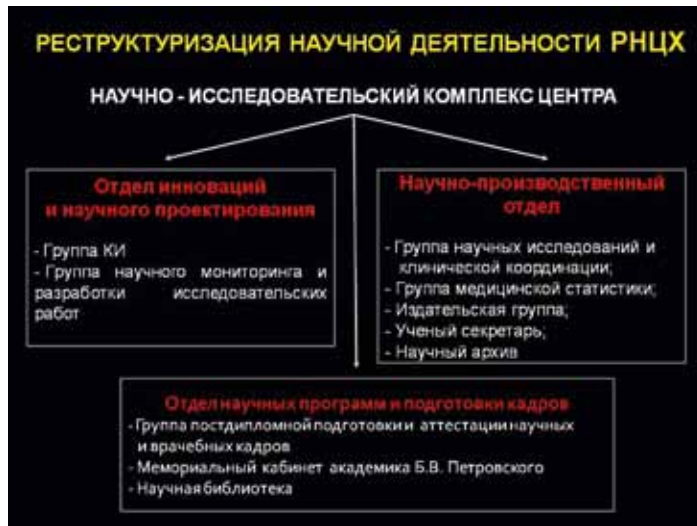 РЕСТРУКТУРИЗАЦИЯ НАУЧНОЙ ДЕЯТЕЛЬНОСТИ РНЦХ
НАУЧНО - ИССЛЕДОВАТЕЛЬСКИЙ КОМПЛЕКС ЦЕНТРА
Отдел инноваций
и научного проектирования
- Группа КИ
- Группа научного мониторинга и
разработки исследовательских
работ
Научно-производственный
отдел
- Группа научных исследований и
клинической координации;
- Группа медицинской статистики;
- Издательская группа;
- Ученый секретарь;
- Научный архив
Отдел научных программ и подготовки кадров
- Группа постдипломной подготовки и аттестации научных
и врачебных кадров
- Мемориальный кабинет академика Б.В. Петровского
- Научная библиотека